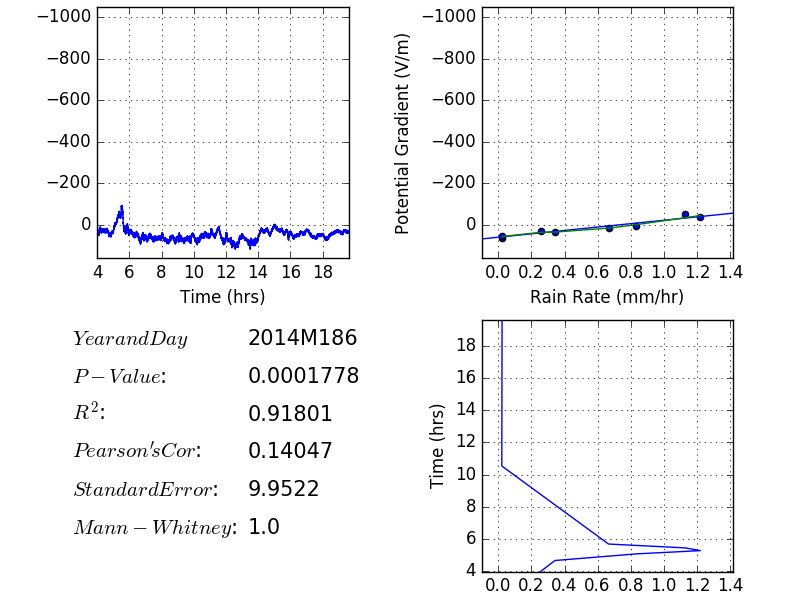 −1000
−800
−600
−400
−200
0
4 6 8 10 12 14 16 18
Time (hrs)
Potential Gradient (V/m)
−1000
−800
−600
−400
−200
0
0.0 0.2 0.4 0.6 0.8 1.0 1.2 1.4
Rain Rate (mm/hr)
YearandDay 2014M186
P−Value: 0.0001778
R²: 0.91801
Pearson'sCor: 0.14047
StandardError: 9.9522
Mann−Whitney: 1.0
Time (hrs)
18
16
14
12
10
8
6
4
0.0 0.2 0.4 0.6 0.8 1.0 1.2 1.4